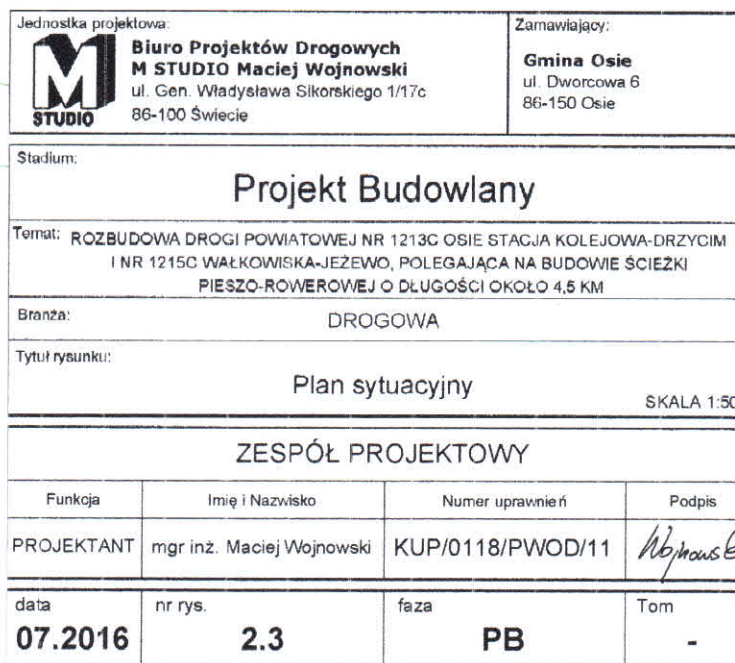 Jednostka projektowa:
M
STUDIO
Biuro Projektów Drogowych
M STUDIO Maciej Wojnowski
ul. Gen. Władysława Sikorskiego 1/17c
86-100 Świecie
Zamawiający:
Gmina Osie
ul. Dworcowa 6
86-150 Osie
Stadium:
Projekt Budowlany
Temat: ROZBUDOWA DROGI POWIATOWEJ NR 1213C OSIE STACJA KOLEJOWA-DRZYCIM
I NR 1215C WAŁKOWISKA-JEŻEWO, POLEGAJĄCA NA BUDOWIE ŚCIEŻKI
PIESZO-ROWEROWEJ O DŁUGOŚCI OKOŁO 4,5 KM
Branża:
DROGOWA
Tytuł rysunku:
Plan sytuacyjny
SKALA 1:50
ZESPÓŁ PROJEKTOWY
Funkcja Imię i Nazwisko Numer uprawnień Podpis
PROJEKTANT mgr inż. Maciej Wojnowski KUP/0118/PWOD/11 Wojnowski
data nr rys. faza Tom
07.2016 2.3 PB -